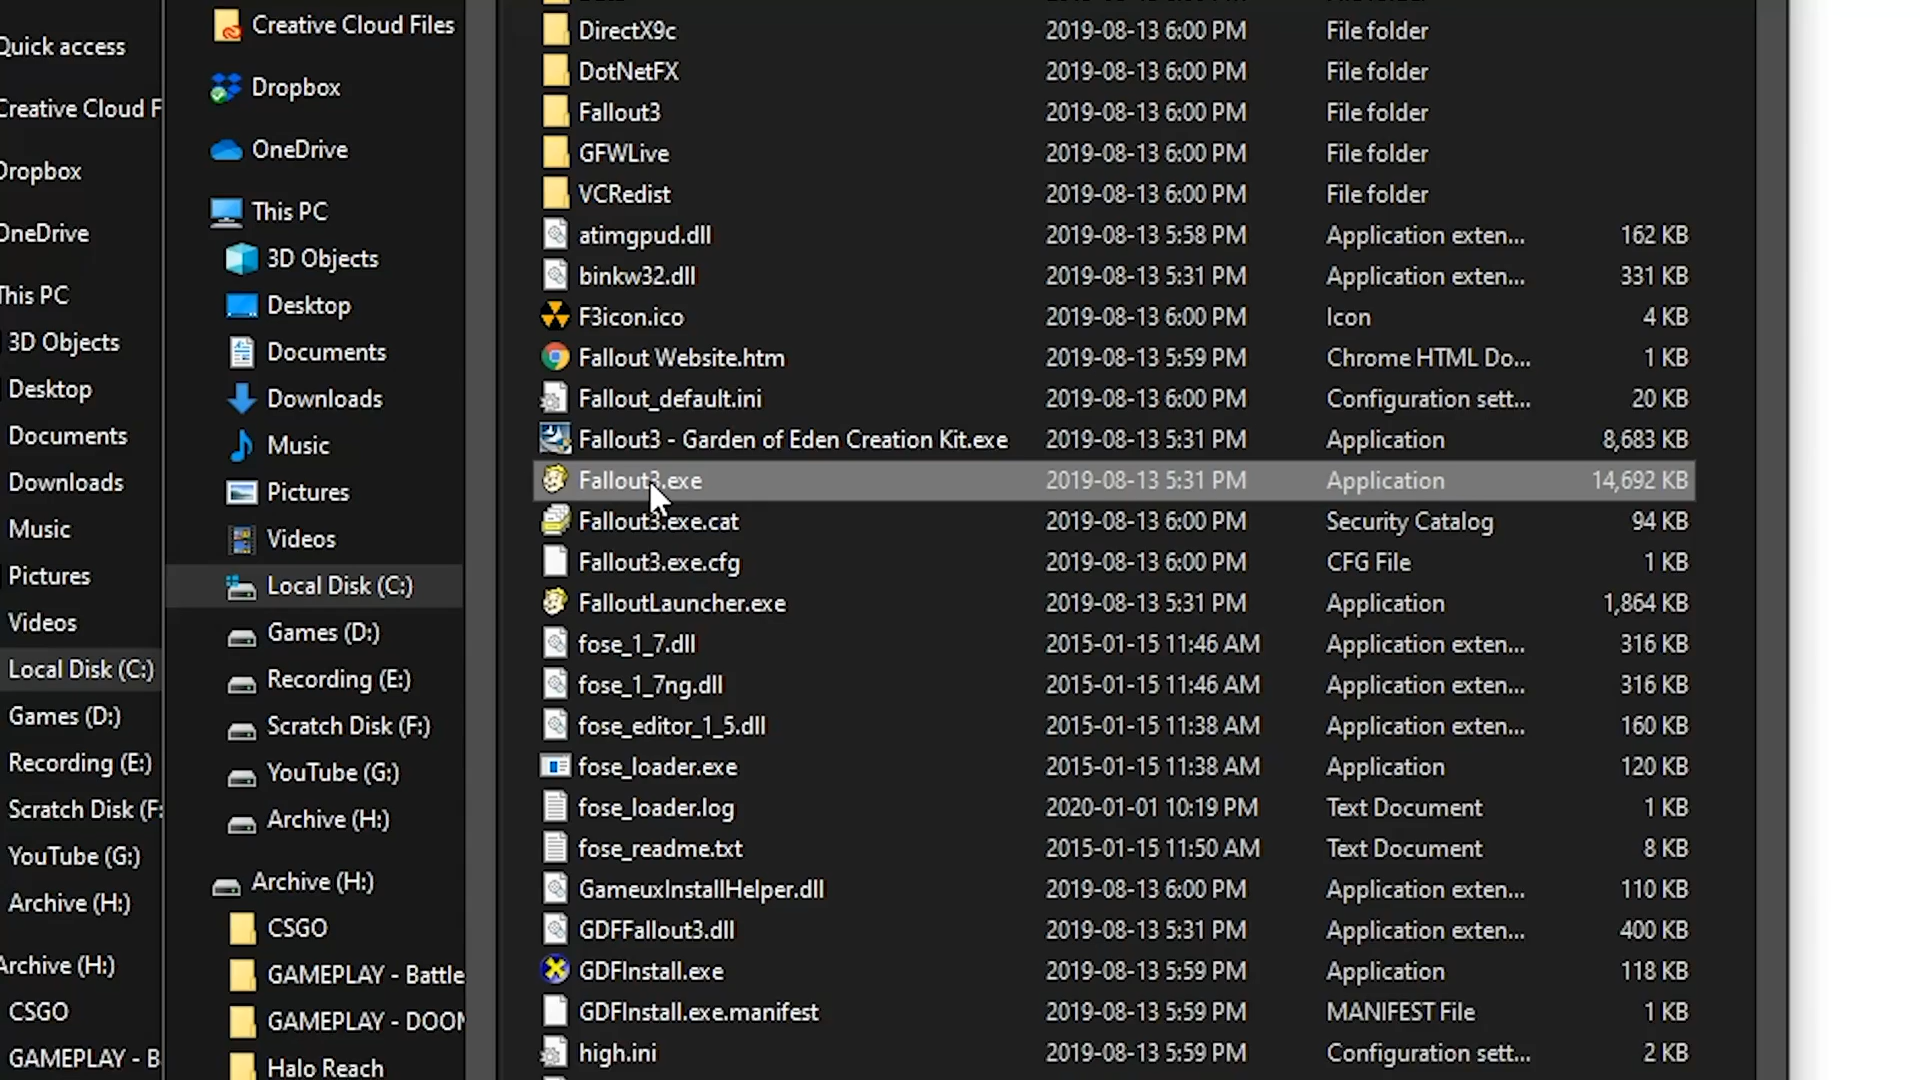 Quick access
Creative Cloud F
Dropbox
OneDrive
This PC
3D Objects
Desktop
Documents
Downloads
Music
Pictures
Videos
Local Disk (C:)
Games (D:)
Recording (E:)
Scratch Disk (F:
YouTube (G:)
Archive (H:)
Archive (H:)
CSGO
GAMEPLAY - B
Creative Cloud Files
Dropbox
OneDrive
This PC
3D Objects
Desktop
Documents
Downloads
Music
Pictures
Videos
Local Disk (C:)
Games (D:)
Recording (E:)
Scratch Disk (F:)
YouTube (G:)
Archive (H:)
Archive (H:)
CSGO
GAMEPLAY - Battle
GAMEPLAY - DOOM
Halo Reach
DirectX9c 2019-08-13 6:00 PM File folder
DotNetFX 2019-08-13 6:00 PM File folder
Fallout3 2019-08-13 6:00 PM File folder
GFWLive 2019-08-13 6:00 PM File folder
VCRedist 2019-08-13 6:00 PM File folder
atimgpud.dll 2019-08-13 5:58 PM Application exten... 162 KB
binkw32.dll 2019-08-13 5:31 PM Application exten... 331 KB
F3icon.ico 2019-08-13 6:00 PM Icon 4 KB
Fallout Website.htm 2019-08-13 5:59 PM Chrome HTML Do... 1 KB
Fallout_default.ini 2019-08-13 6:00 PM Configuration sett... 20 KB
Fallout3 - Garden of Eden Creation Kit.exe 2019-08-13 5:31 PM Application 8,683 KB
Fallout3.exe 2019-08-13 5:31 PM Application 14,692 KB
Fallout3.exe.cat 2019-08-13 6:00 PM Security Catalog 94 KB
Fallout3.exe.cfg 2019-08-13 6:00 PM CFG File 1 KB
FalloutLauncher.exe 2019-08-13 5:31 PM Application 1,864 KB
fose_1_7.dll 2015-01-15 11:46 AM Application exten... 316 KB
fose_1_7ng.dll 2015-01-15 11:46 AM Application exten... 316 KB
fose_editor_1_5.dll 2015-01-15 11:38 AM Application exten... 160 KB
fose_loader.exe 2015-01-15 11:38 AM Application 120 KB
fose_loader.log 2020-01-01 10:19 PM Text Document 1 KB
fose_readme.txt 2015-01-15 11:50 AM Text Document 8 KB
GameuxInstallHelper.dll 2019-08-13 6:00 PM Application exten... 110 KB
GDFFallout3.dll 2019-08-13 5:31 PM Application exten... 400 KB
GDFInstall.exe 2019-08-13 5:59 PM Application 118 KB
GDFInstall.exe.manifest 2019-08-13 5:59 PM MANIFEST File 1 KB
high.ini 2019-08-13 5:59 PM Configuration sett... 2 KB